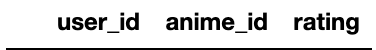 user_id anime_id rating